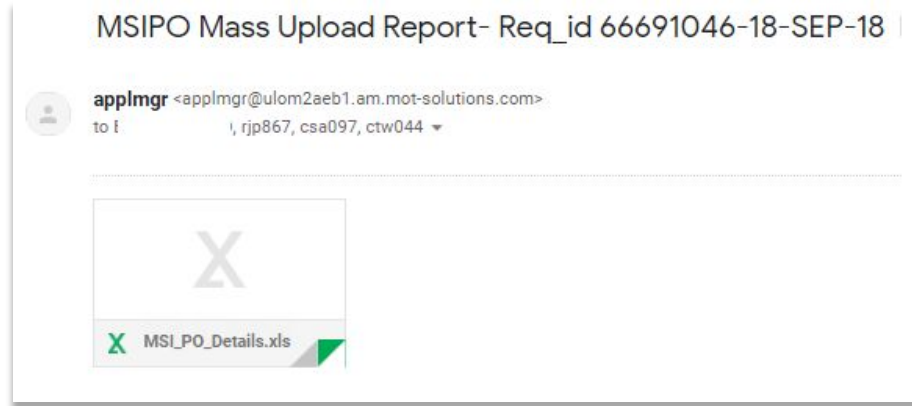 MSIPO Mass Upload Report- Req_id 66691046-18-SEP-18
applmgr <applmgr@ulom2aeb1.am.mot-solutions.com>
to , rjp867, csa097, ctw044
X
X MSI_PO_Details.xls